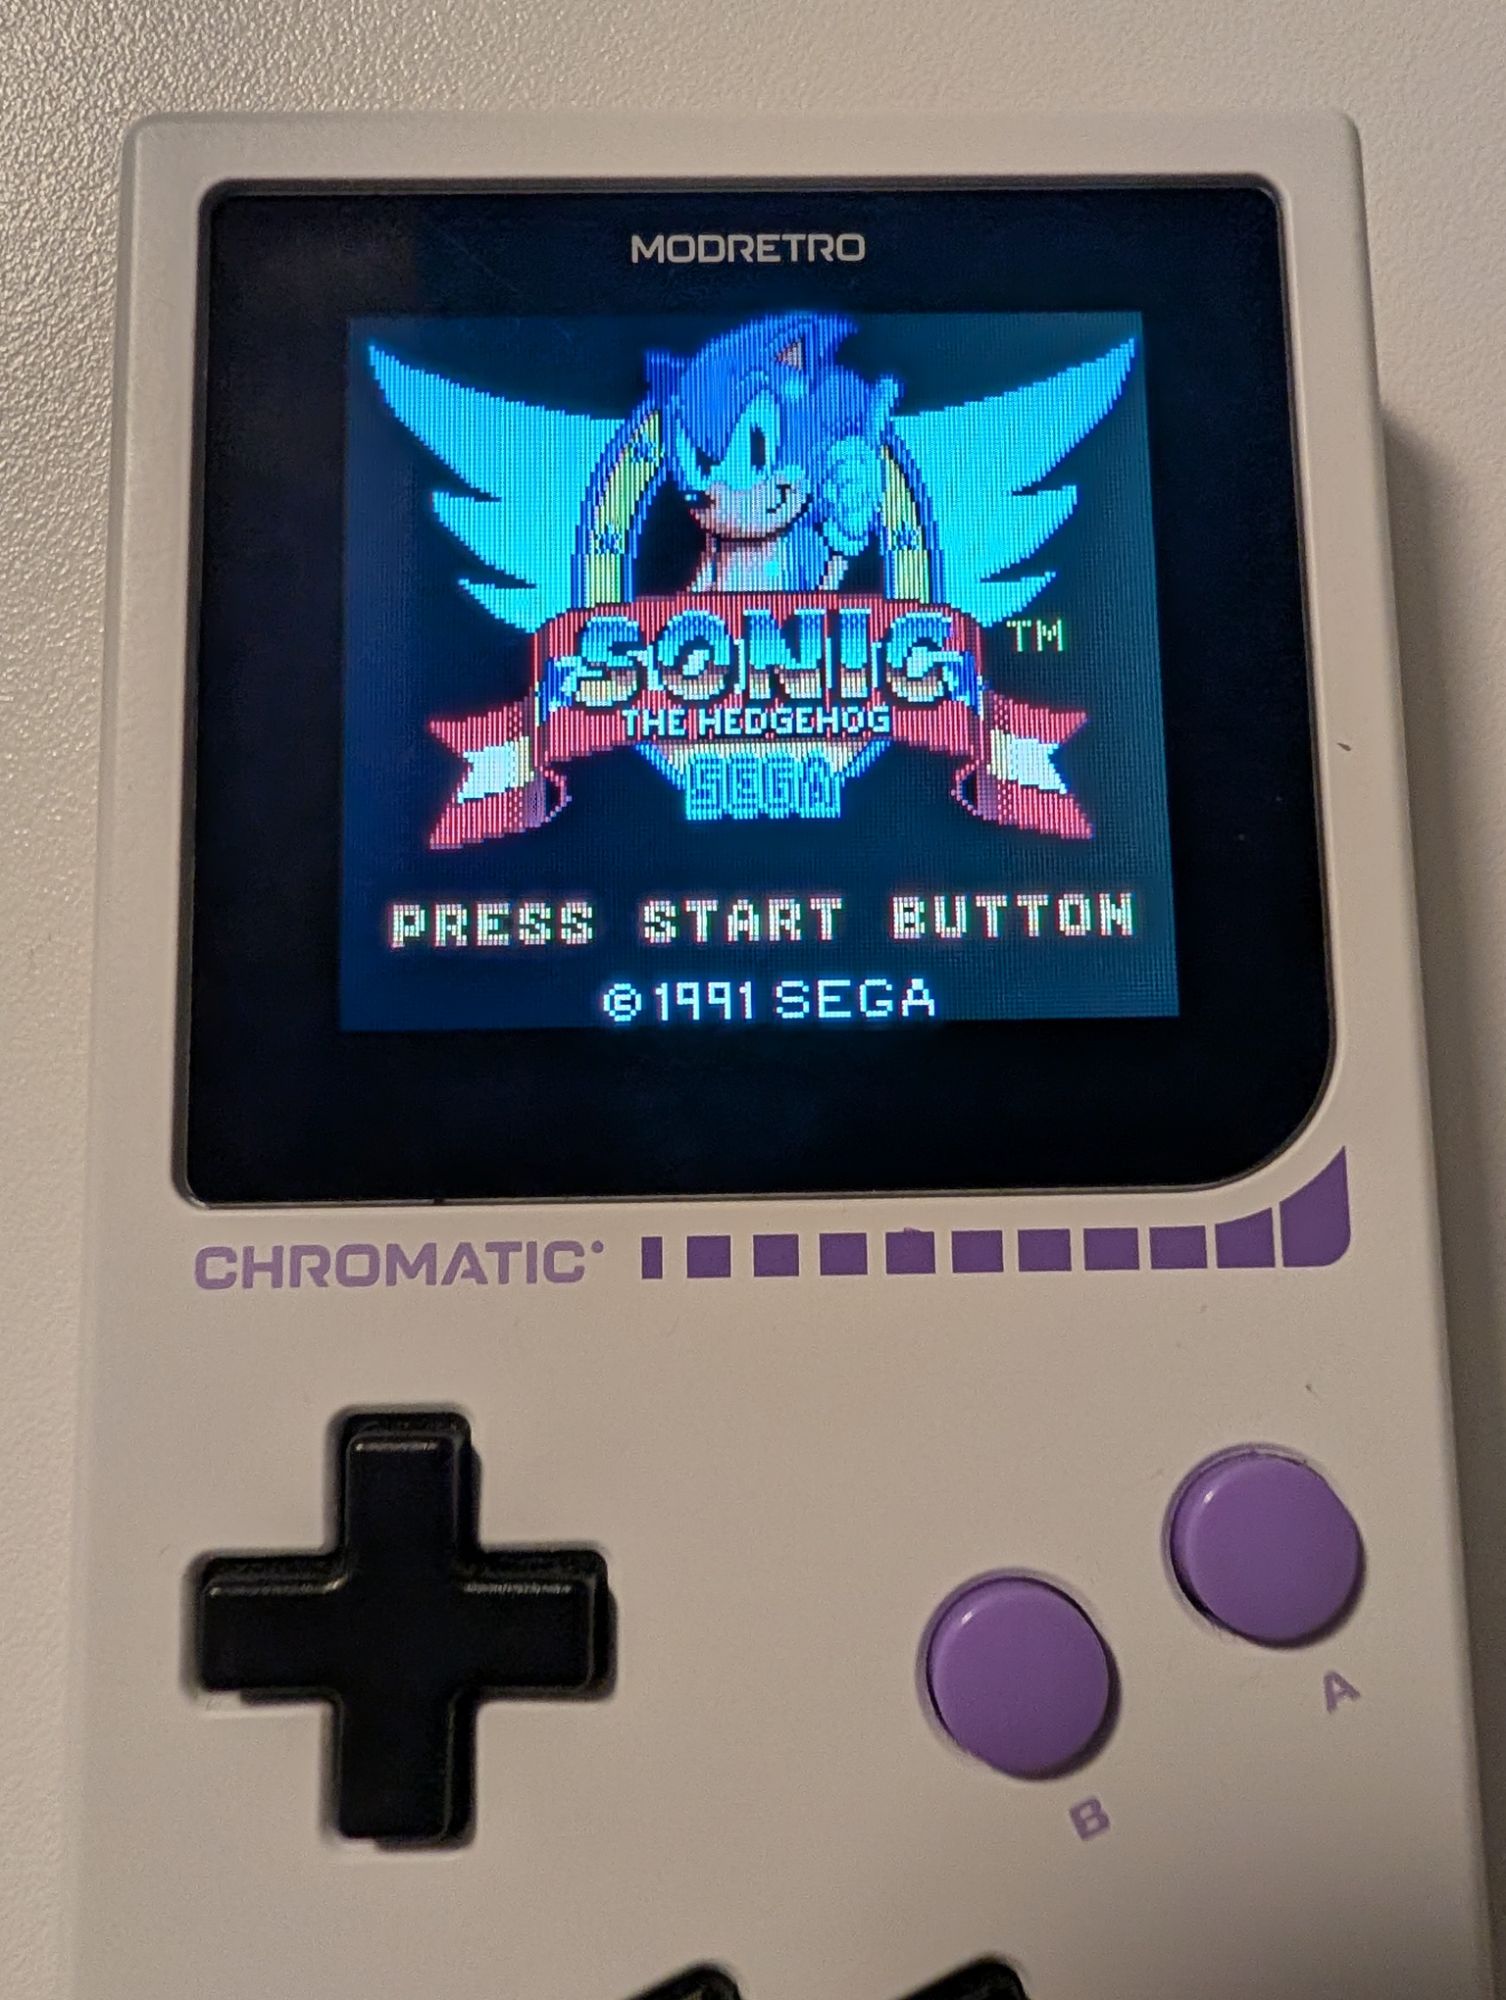 MODRETRO
SONIC
TM
THE HEDGEHOG
SEGA
PRESS START BUTTON
©1991 SEGA
CHROMATIC
A
B